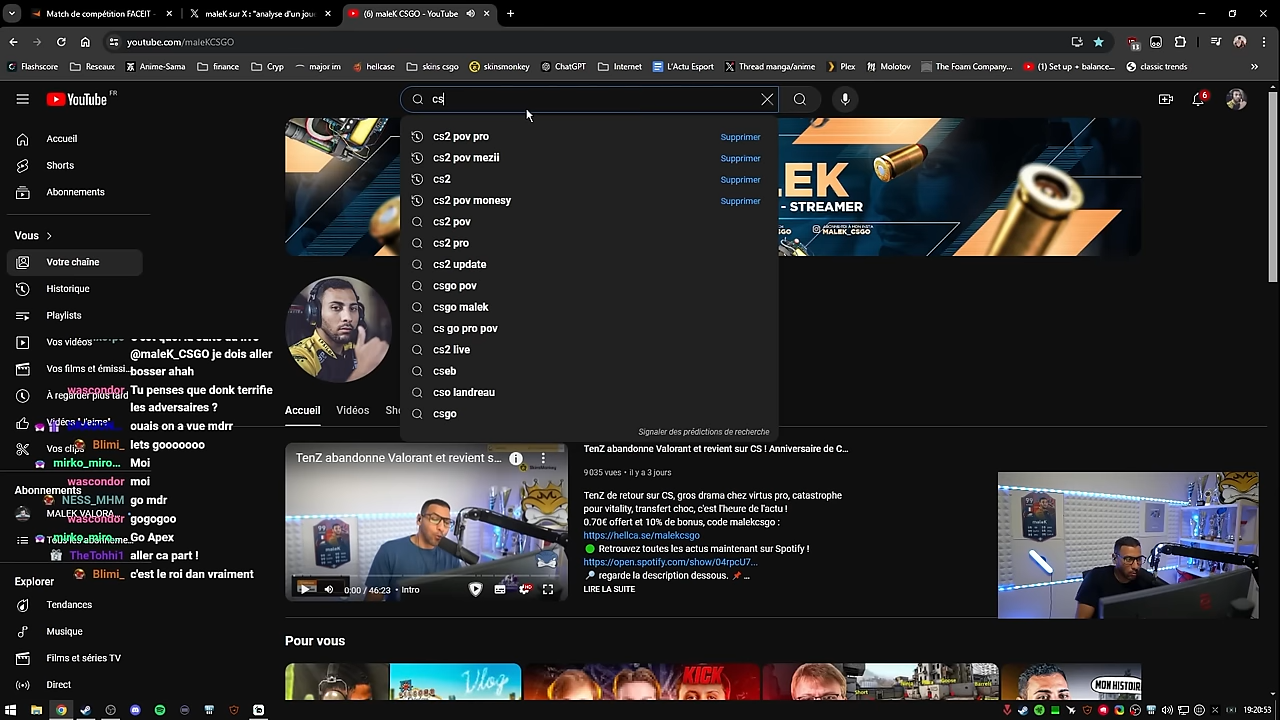 Match de compétition FACEIT
maleK sur X : "analyse d'un jou
(6) maleK CSGO - YouTube
youtube.com/maleKCSGO
13
Flashscore
Reseaux
Anime-Sama
finance
Cryp
major im
hellcase
skins csgo
skinsmonkey
ChatGPT
Internet
L'Actu Esport
Thread manga/anime
Plex
Molotov
The Foam Company...
(1) Set up + balance...
classic trends
YouTube FR
cs
6
Accueil
Shorts
Abonnements
Vous
Votre chaîne
Historique
Playlists
Vos vidéos
Vos films et émissi...
À regarder plus tard
Vidéos "J'aime"
Vos clips
Abonnements
MALEK VALORA...
Explorer
Tendances
Musique
Films et séries TV
Direct
@maleK_CSGO je dois aller
bosser ahah
wascondor Tu penses que donk terrifie
les adversaires ?
ouais on a vue mdrr
Blimi_ lets gooooooo
mirko_miro... Moi
wascondor moi
NESS_MHM go mdr
wascondor gogogoo
mirko_miro... Go Apex
TheTohhi1 aller ca part !
Blimi_ c'est le roi dan vraiment
cs2 pov pro Supprimer
cs2 pov mezii Supprimer
cs2 Supprimer
cs2 pov monesy Supprimer
cs2 pov
cs2 pro
cs2 update
csgo pov
csgo malek
cs go pro pov
cs2 live
cseb
cso landreau
csgo
Signaler des prédictions de recherche
EK
- STREAMER
MALEK_CSGO
Accueil
Vidéos
Sho
TenZ abandonne Valorant et revient s...
0:00 / 46:23 • Intro
TenZ abandonne Valorant et revient sur CS ! Anniversaire de C...
9 035 vues • il y a 3 jours
TenZ de retour sur CS, gros drama chez virtus pro, catastrophe
pour vitality, transfert choc, c'est l'heure de l'actu !
0.70€ offert et 10% de bonus, code malekcsgo :
https://hellca.se/malekcsgo
Retrouvez toutes les actus maintenant sur Spotify !
https://open.spotify.com/show/04rpcU7...
regarde la description dessous. ...
LIRE LA SUITE
Pour vous
Vlog
KICK
MON HISTOIRE
19:20:53